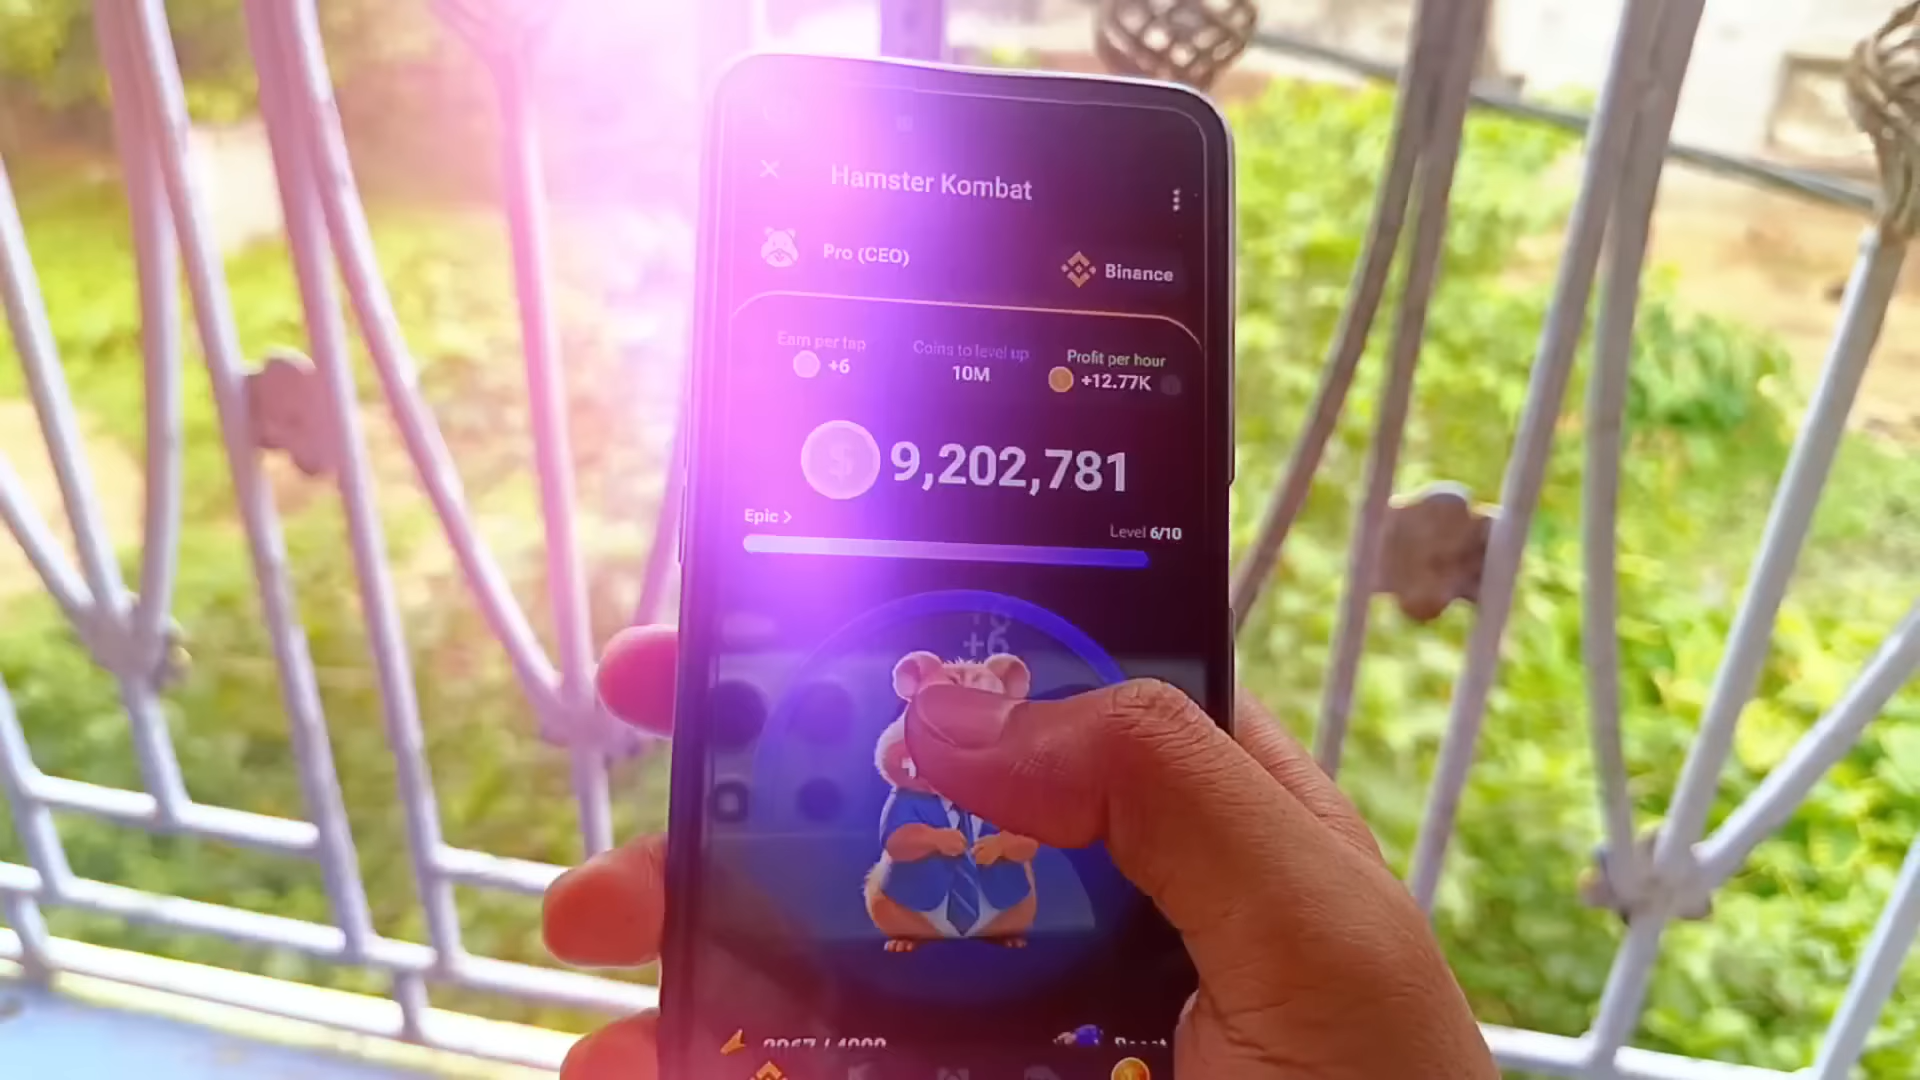 Hamster Kombat
Pro (CEO)
Binance
Earn per tap
+6
Coins to level up
10M
Profit per hour
+12.77K
$ 9,202,781
Epic >
Level 6/10
+6